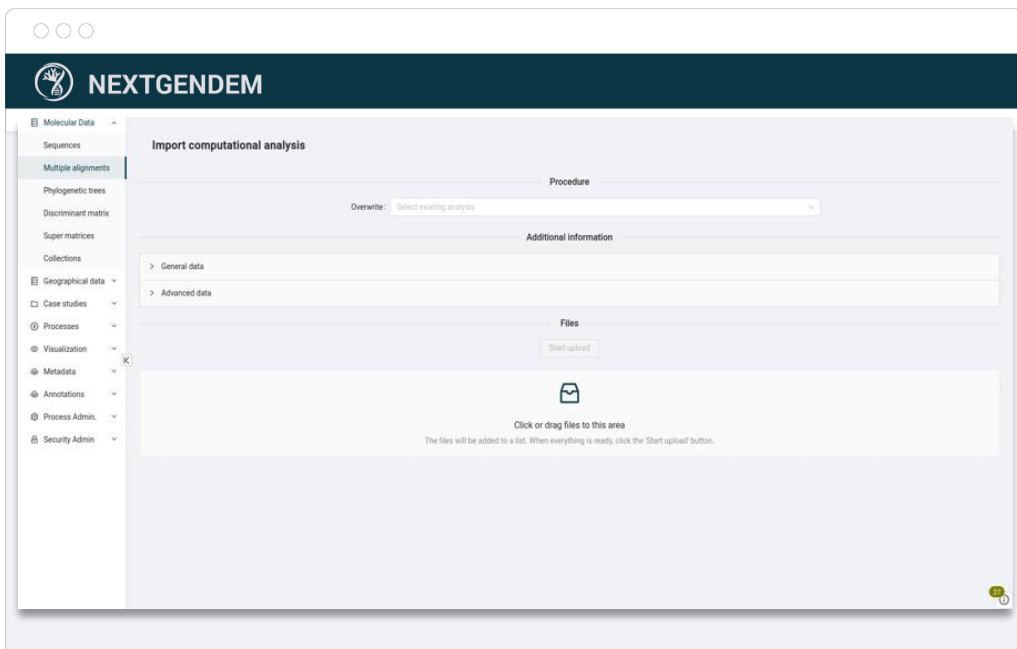 NEXTGENDEM
Molecular Data
Sequences
Multiple alignments
Phylogenetic trees
Discriminant matrix
Super matrices
Collections
Geographical data
Case studies
Processes
Visualization
Metadata
Annotations
Process Admin.
Security Admin
Import computational analysis
Procedure
Overwrite: Select existing analysis
Additional information
General data
Advanced data
Files
Start upload
Click or drag files to this area
The files will be added to a list. When everything is ready, click the 'Start upload' button.
27